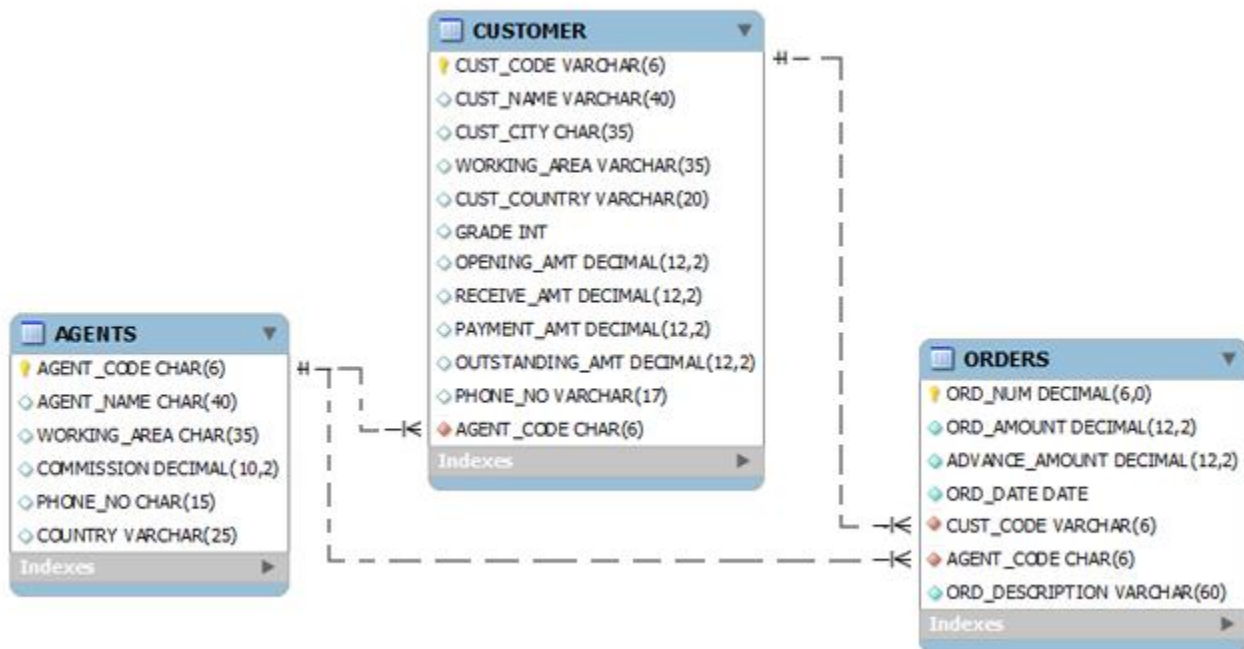 CUSTOMER
CUST_CODE VARCHAR(6)
CUST_NAME VARCHAR(40)
CUST_CITY CHAR(35)
WORKING_AREA VARCHAR(35)
CUST_COUNTRY VARCHAR(20)
GRADE INT
OPENING_AMT DECIMAL(12,2)
RECEIVE_AMT DECIMAL(12,2)
PAYMENT_AMT DECIMAL(12,2)
OUTSTANDING_AMT DECIMAL(12,2)
PHONE_NO VARCHAR(17)
AGENT_CODE CHAR(6)
Indexes
AGENTS
AGENT_CODE CHAR(6)
AGENT_NAME CHAR(40)
WORKING_AREA CHAR(35)
COMMISSION DECIMAL(10,2)
PHONE_NO CHAR(15)
COUNTRY VARCHAR(25)
Indexes
ORDERS
ORD_NUM DECIMAL(6,0)
ORD_AMOUNT DECIMAL(12,2)
ADVANCE_AMOUNT DECIMAL(12,2)
ORD_DATE DATE
CUST_CODE VARCHAR(6)
AGENT_CODE CHAR(6)
ORD_DESCRIPTION VARCHAR(60)
Indexes